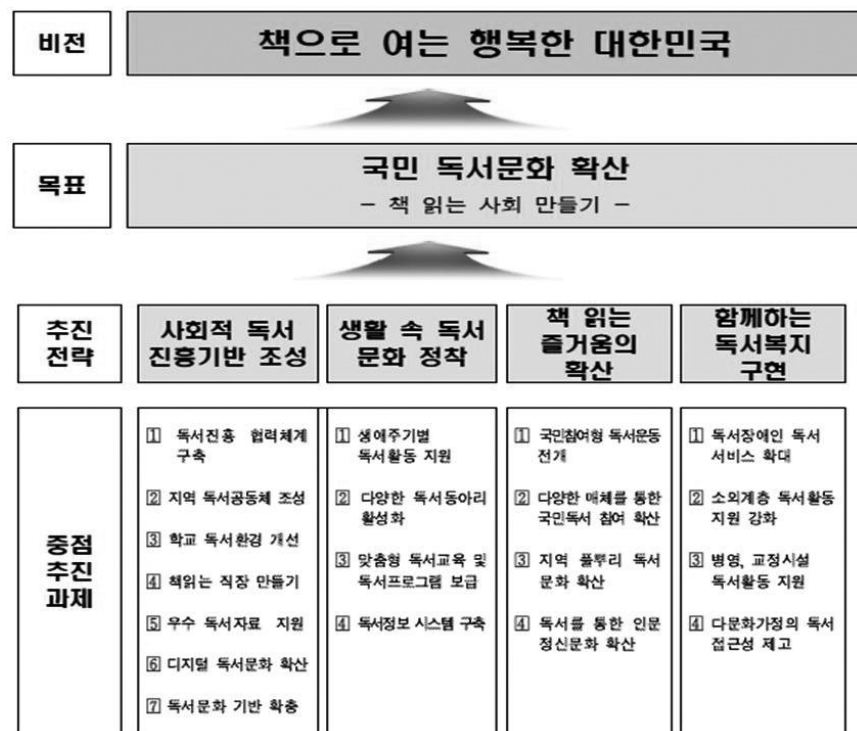 비전
책으로 여는 행복한 대한민국
목표
국민 독서문화 확산
- 책 읽는 사회 만들기 -
추진
전략
사회적 독서
진흥기반 조성
생활 속 독서
문화 정착
책 읽는
즐거움의
확산
함께하는
독서복지
구현
중점
추진
과제
1 독서진흥 협력체계
구축
2 지역 독서공동체 조성
3 학교 독서환경 개선
4 책읽는 직장 만들기
5 우수 독서자료 지원
6 디지털 독서문화 확산
7 독서문화 기반 확충
1 생애주기별
독서활동 지원
2 다양한 독서동아리
활성화
3 맞춤형 독서교육 및
독서프로그램 보급
4 독서정보 시스템 구축
1 국민참여형 독서운동
전개
2 다양한 매체를 통한
국민독서 참여 확산
3 지역 풀뿌리 독서
문화 확산
4 독서를 통한 인문
정신문화 확산
1 독서장애인 독서
서비스 확대
2 소외계층 독서활동
지원 강화
3 병영, 교정시설
독서활동 지원
4 다문화가정의 독서
접근성 제고